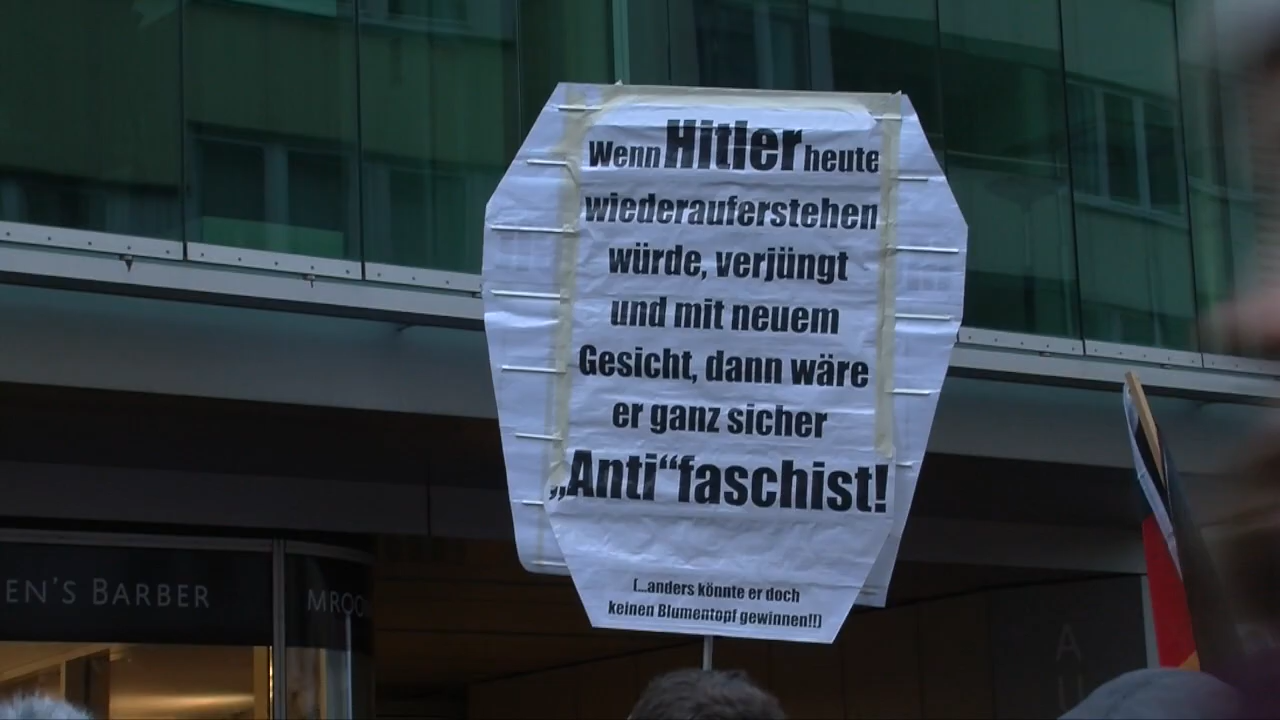 Wenn Hitler heute
wiederauferstehen
würde, verjüngt
und mit neuem
Gesicht, dann wäre
er ganz sicher
„Anti“faschist!
(...anders könnte er doch
keinen Blumentopf gewinnen!!)
EN'S BARBER
MROO